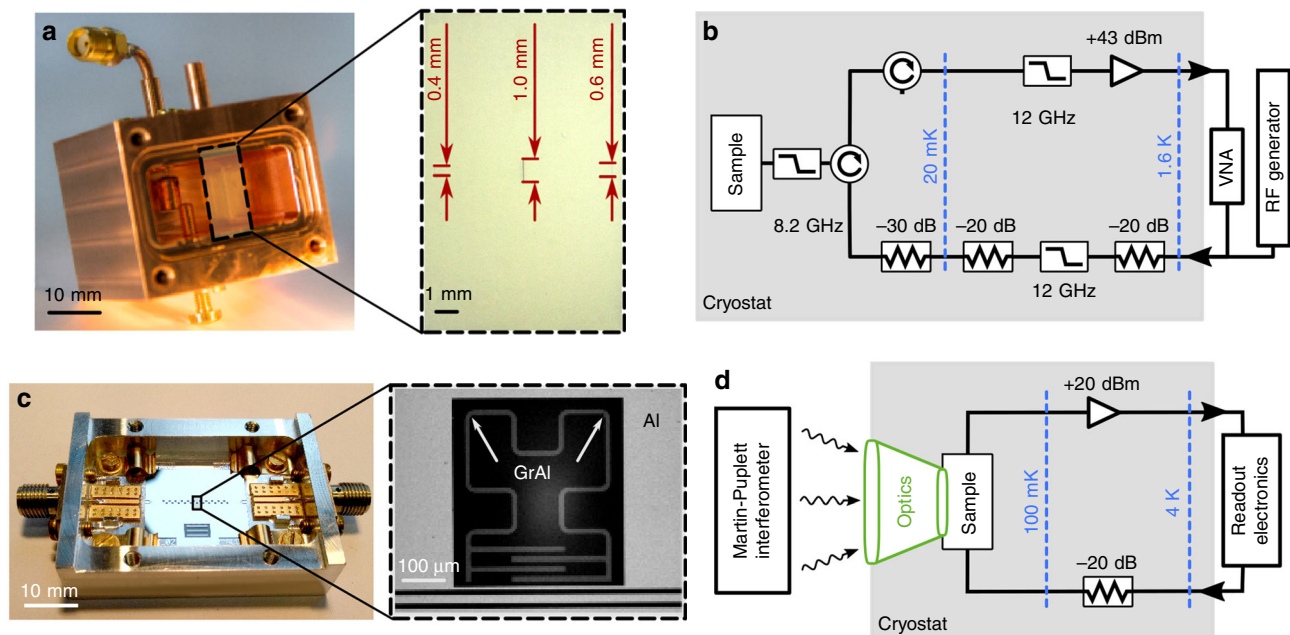 a
10 mm
0.4 mm
1.0 mm
0.6 mm
1 mm
b
+43 dBm
12 GHz
20 mK
1.6 K
Sample
8.2 GHz
VNA
RF generator
–30 dB
–20 dB
–20 dB
12 GHz
Cryostat
c
10 mm
Al
GrAl
100 μm
d
+20 dBm
Martin-Puplett
interferometer
Optics
Sample
100 mK
4 K
Readout
electronics
–20 dB
Cryostat